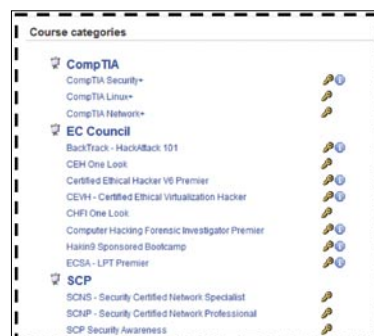 Course categories
CompTIA
CompTIA Security+
CompTIA Linux+
CompTIA Network+
EC Council
BackTrack - HackAttack 101
CEH One Look
Certified Ethical Hacker V6 Premier
CEVH - Certified Ethical Virtualization Hacker
CHFI One Look
Computer Hacking Forensic Investigator Premier
Hakin9 Sponsored Bootcamp
ECSA - LPT Premier
SCP
SCNS - Security Certified Network Specialist
SCNP - Security Certified Network Professional
SCP Security Awareness